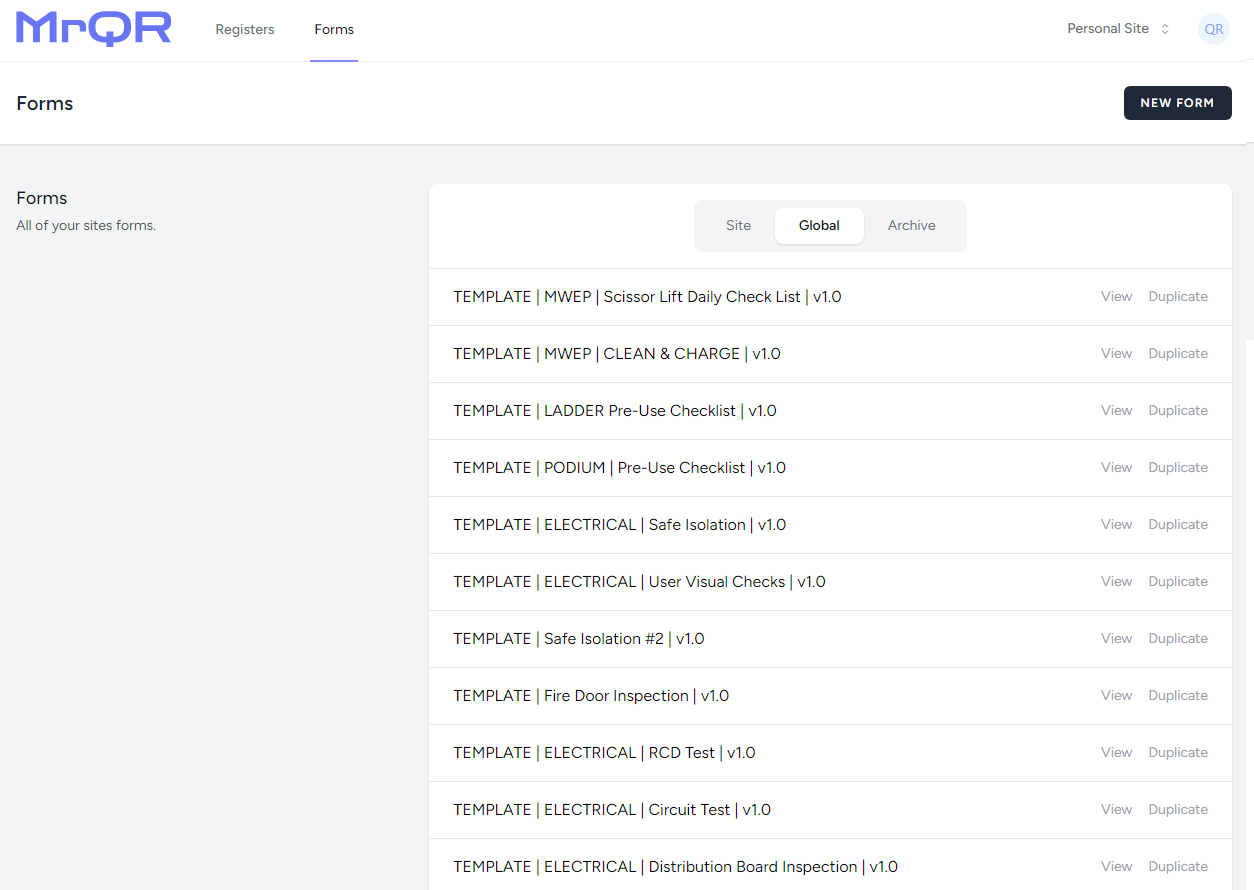 MrQR Registers Forms Personal Site QR
Forms NEW FORM
Forms
All of your sites forms.
Site Global Archive
TEMPLATE | MWEP | Scissor Lift Daily Check List | v1.0 View Duplicate
TEMPLATE | MWEP | CLEAN & CHARGE | v1.0 View Duplicate
TEMPLATE | LADDER Pre-Use Checklist | v1.0 View Duplicate
TEMPLATE | PODIUM | Pre-Use Checklist | v1.0 View Duplicate
TEMPLATE | ELECTRICAL | Safe Isolation | v1.0 View Duplicate
TEMPLATE | ELECTRICAL | User Visual Checks | v1.0 View Duplicate
TEMPLATE | Safe Isolation #2 | v1.0 View Duplicate
TEMPLATE | Fire Door Inspection | v1.0 View Duplicate
TEMPLATE | ELECTRICAL | RCD Test | v1.0 View Duplicate
TEMPLATE | ELECTRICAL | Circuit Test | v1.0 View Duplicate
TEMPLATE | ELECTRICAL | Distribution Board Inspection | v1.0 View Duplicate